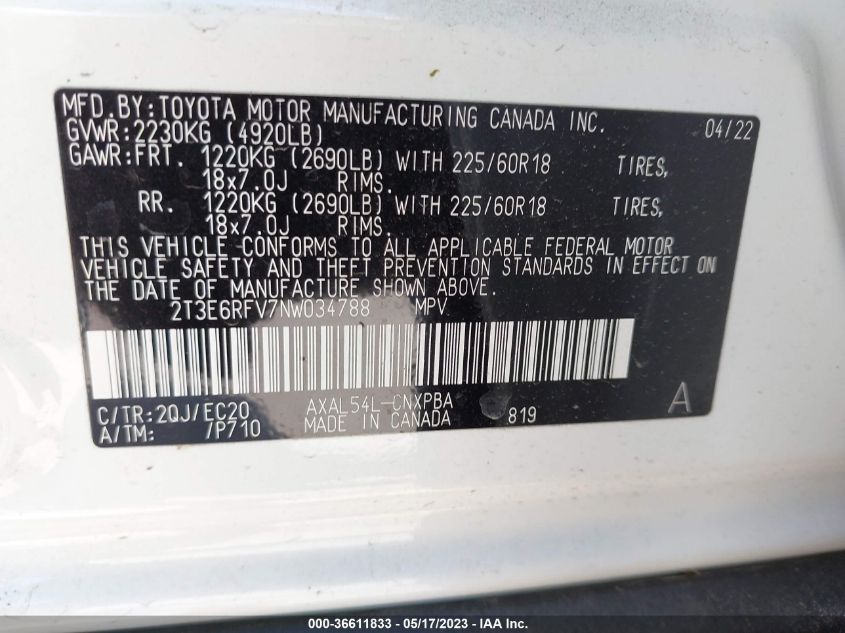 MFD.BY:TOYOTA MOTOR MANUFACTURING CANADA INC. 04/22
GVWR:2230KG (4920LB)
GAWR:FRT. 1220KG (2690LB) WITH 225/60R18 TIRES,
18x7.0J RIMS.
RR. 1220KG (2690LB) WITH 225/60R18 TIRES,
18x7.0J RIMS.
THIS VEHICLE CONFORMS TO ALL APPLICABLE FEDERAL MOTOR
VEHICLE SAFETY AND THEFT PREVENTION STANDARDS IN EFFECT ON
THE DATE OF MANUFACTURE SHOWN ABOVE.
2T3E6RFV7NW034788 MPV
C/TR:2QJ/EC20 AXAL54L-CNXPBA A
A/TM: /P710 MADE IN CANADA 819
000-36611833 - 05/17/2023 - IAA Inc.